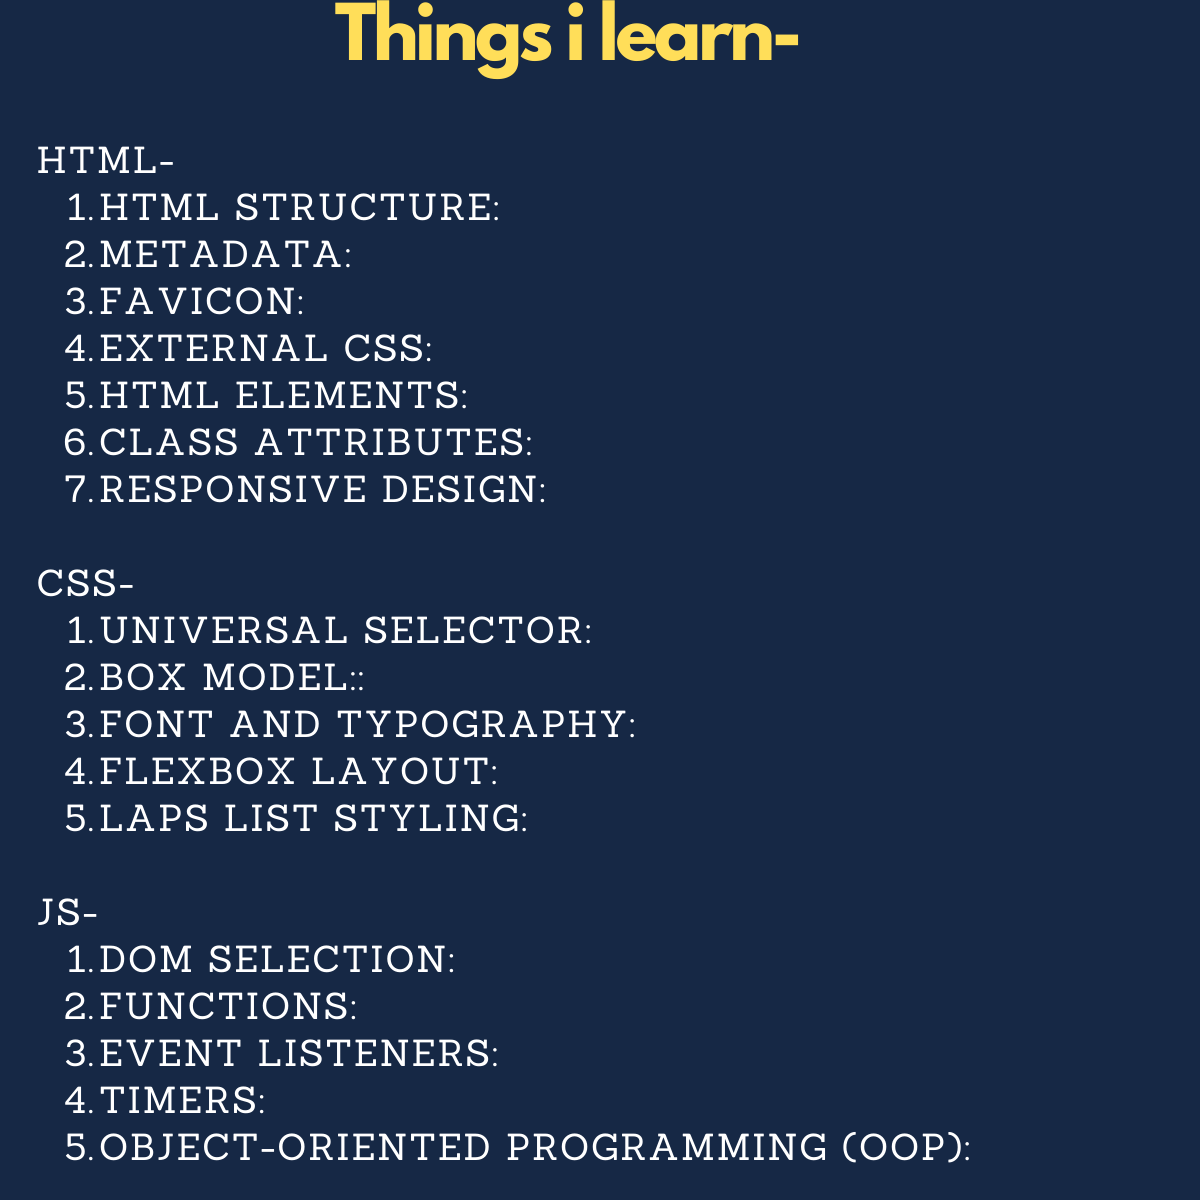 Things i learn-
HTML-
1. HTML STRUCTURE:
2. METADATA:
3. FAVICON:
4. EXTERNAL CSS:
5. HTML ELEMENTS:
6. CLASS ATTRIBUTES:
7. RESPONSIVE DESIGN:
CSS-
1. UNIVERSAL SELECTOR:
2. BOX MODEL::
3. FONT AND TYPOGRAPHY:
4. FLEXBOX LAYOUT:
5. LAPS LIST STYLING:
JS-
1. DOM SELECTION:
2. FUNCTIONS:
3. EVENT LISTENERS:
4. TIMERS:
5. OBJECT-ORIENTED PROGRAMMING (OOP):